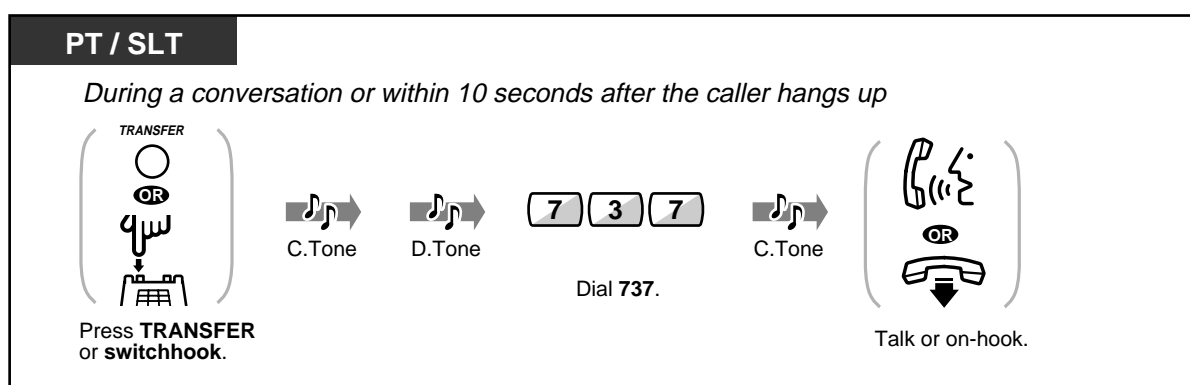 PT / SLT
During a conversation or within 10 seconds after the caller hangs up
TRANSFER
OR
C.Tone
D.Tone
7 3 7
C.Tone
OR
Dial 737.
Press TRANSFER
or switchhook.
Talk or on-hook.